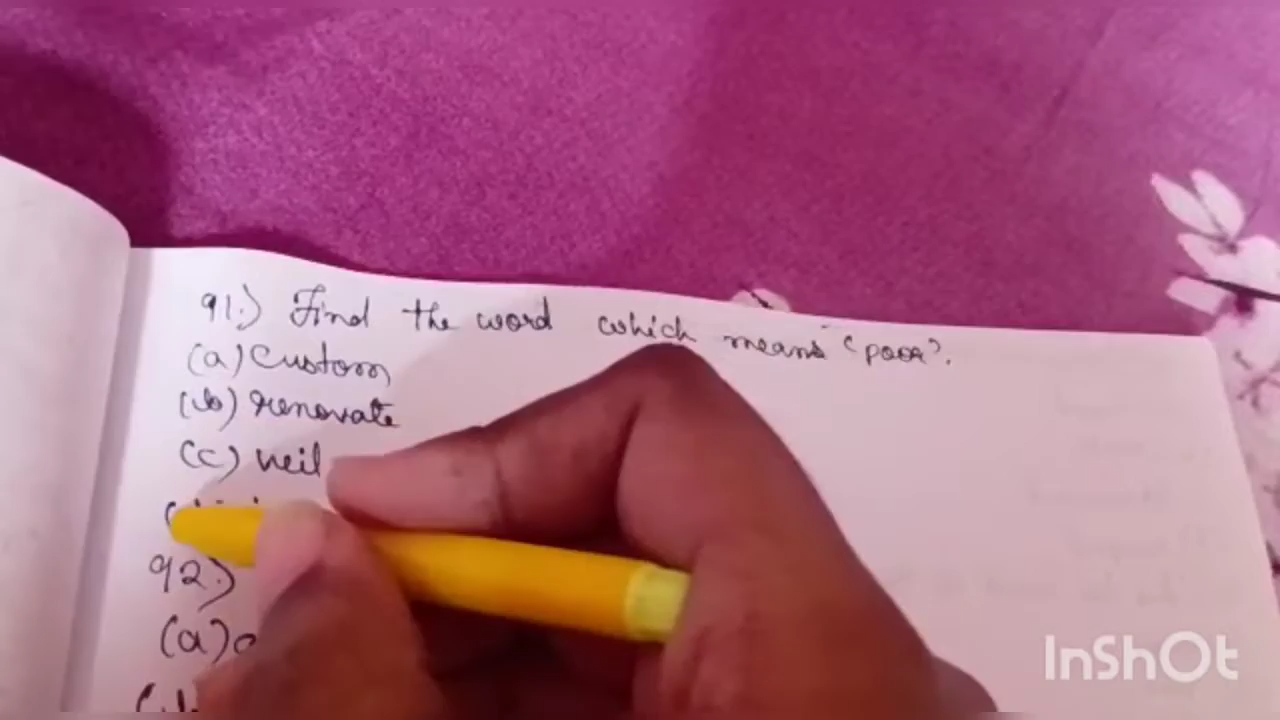 91.) Find the word which means 'poor'.
(a) Custom
(b) renovate
(c) veil
92.)
(a)
InShOt